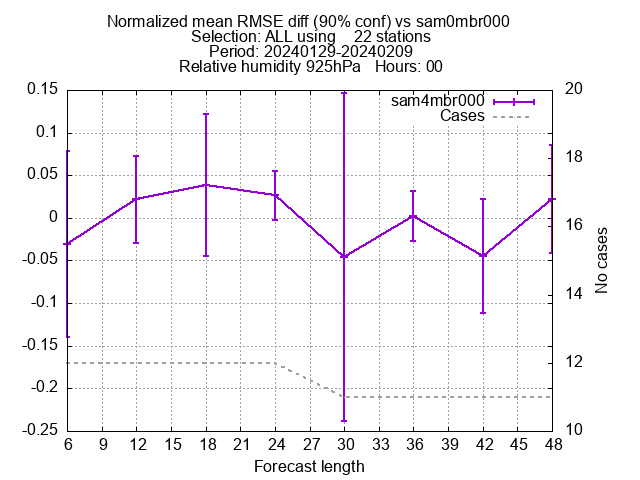 Normalized mean RMSE diff (90% conf) vs sam0mbr000
Selection: ALL using    22 stations
Period: 20240129-20240209
Relative humidity 925hPa   Hours: 00
sam4mbr000
Cases
0.15
0.1
0.05
0
-0.05
-0.1
-0.15
-0.2
-0.25
20
18
16
14
12
10
No cases
6 9 12 15 18 21 24 27 30 33 36 39 42 45 48
Forecast length